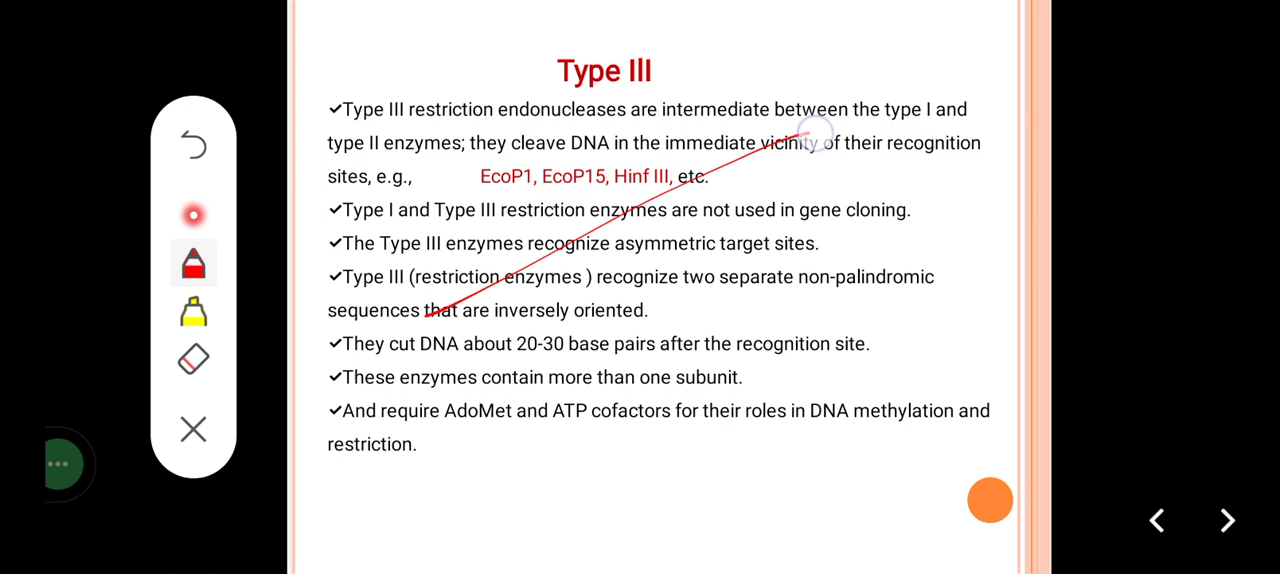 Type III
✔Type III restriction endonucleases are intermediate between the type I and
type II enzymes; they cleave DNA in the immediate vicinity of their recognition
sites, e.g., EcoP1, EcoP15, Hinf III, etc.
✔Type I and Type III restriction enzymes are not used in gene cloning.
✔The Type III enzymes recognize asymmetric target sites.
✔Type III (restriction enzymes ) recognize two separate non-palindromic
sequences that are inversely oriented.
✔They cut DNA about 20-30 base pairs after the recognition site.
✔These enzymes contain more than one subunit.
✔And require AdoMet and ATP cofactors for their roles in DNA methylation and
restriction.